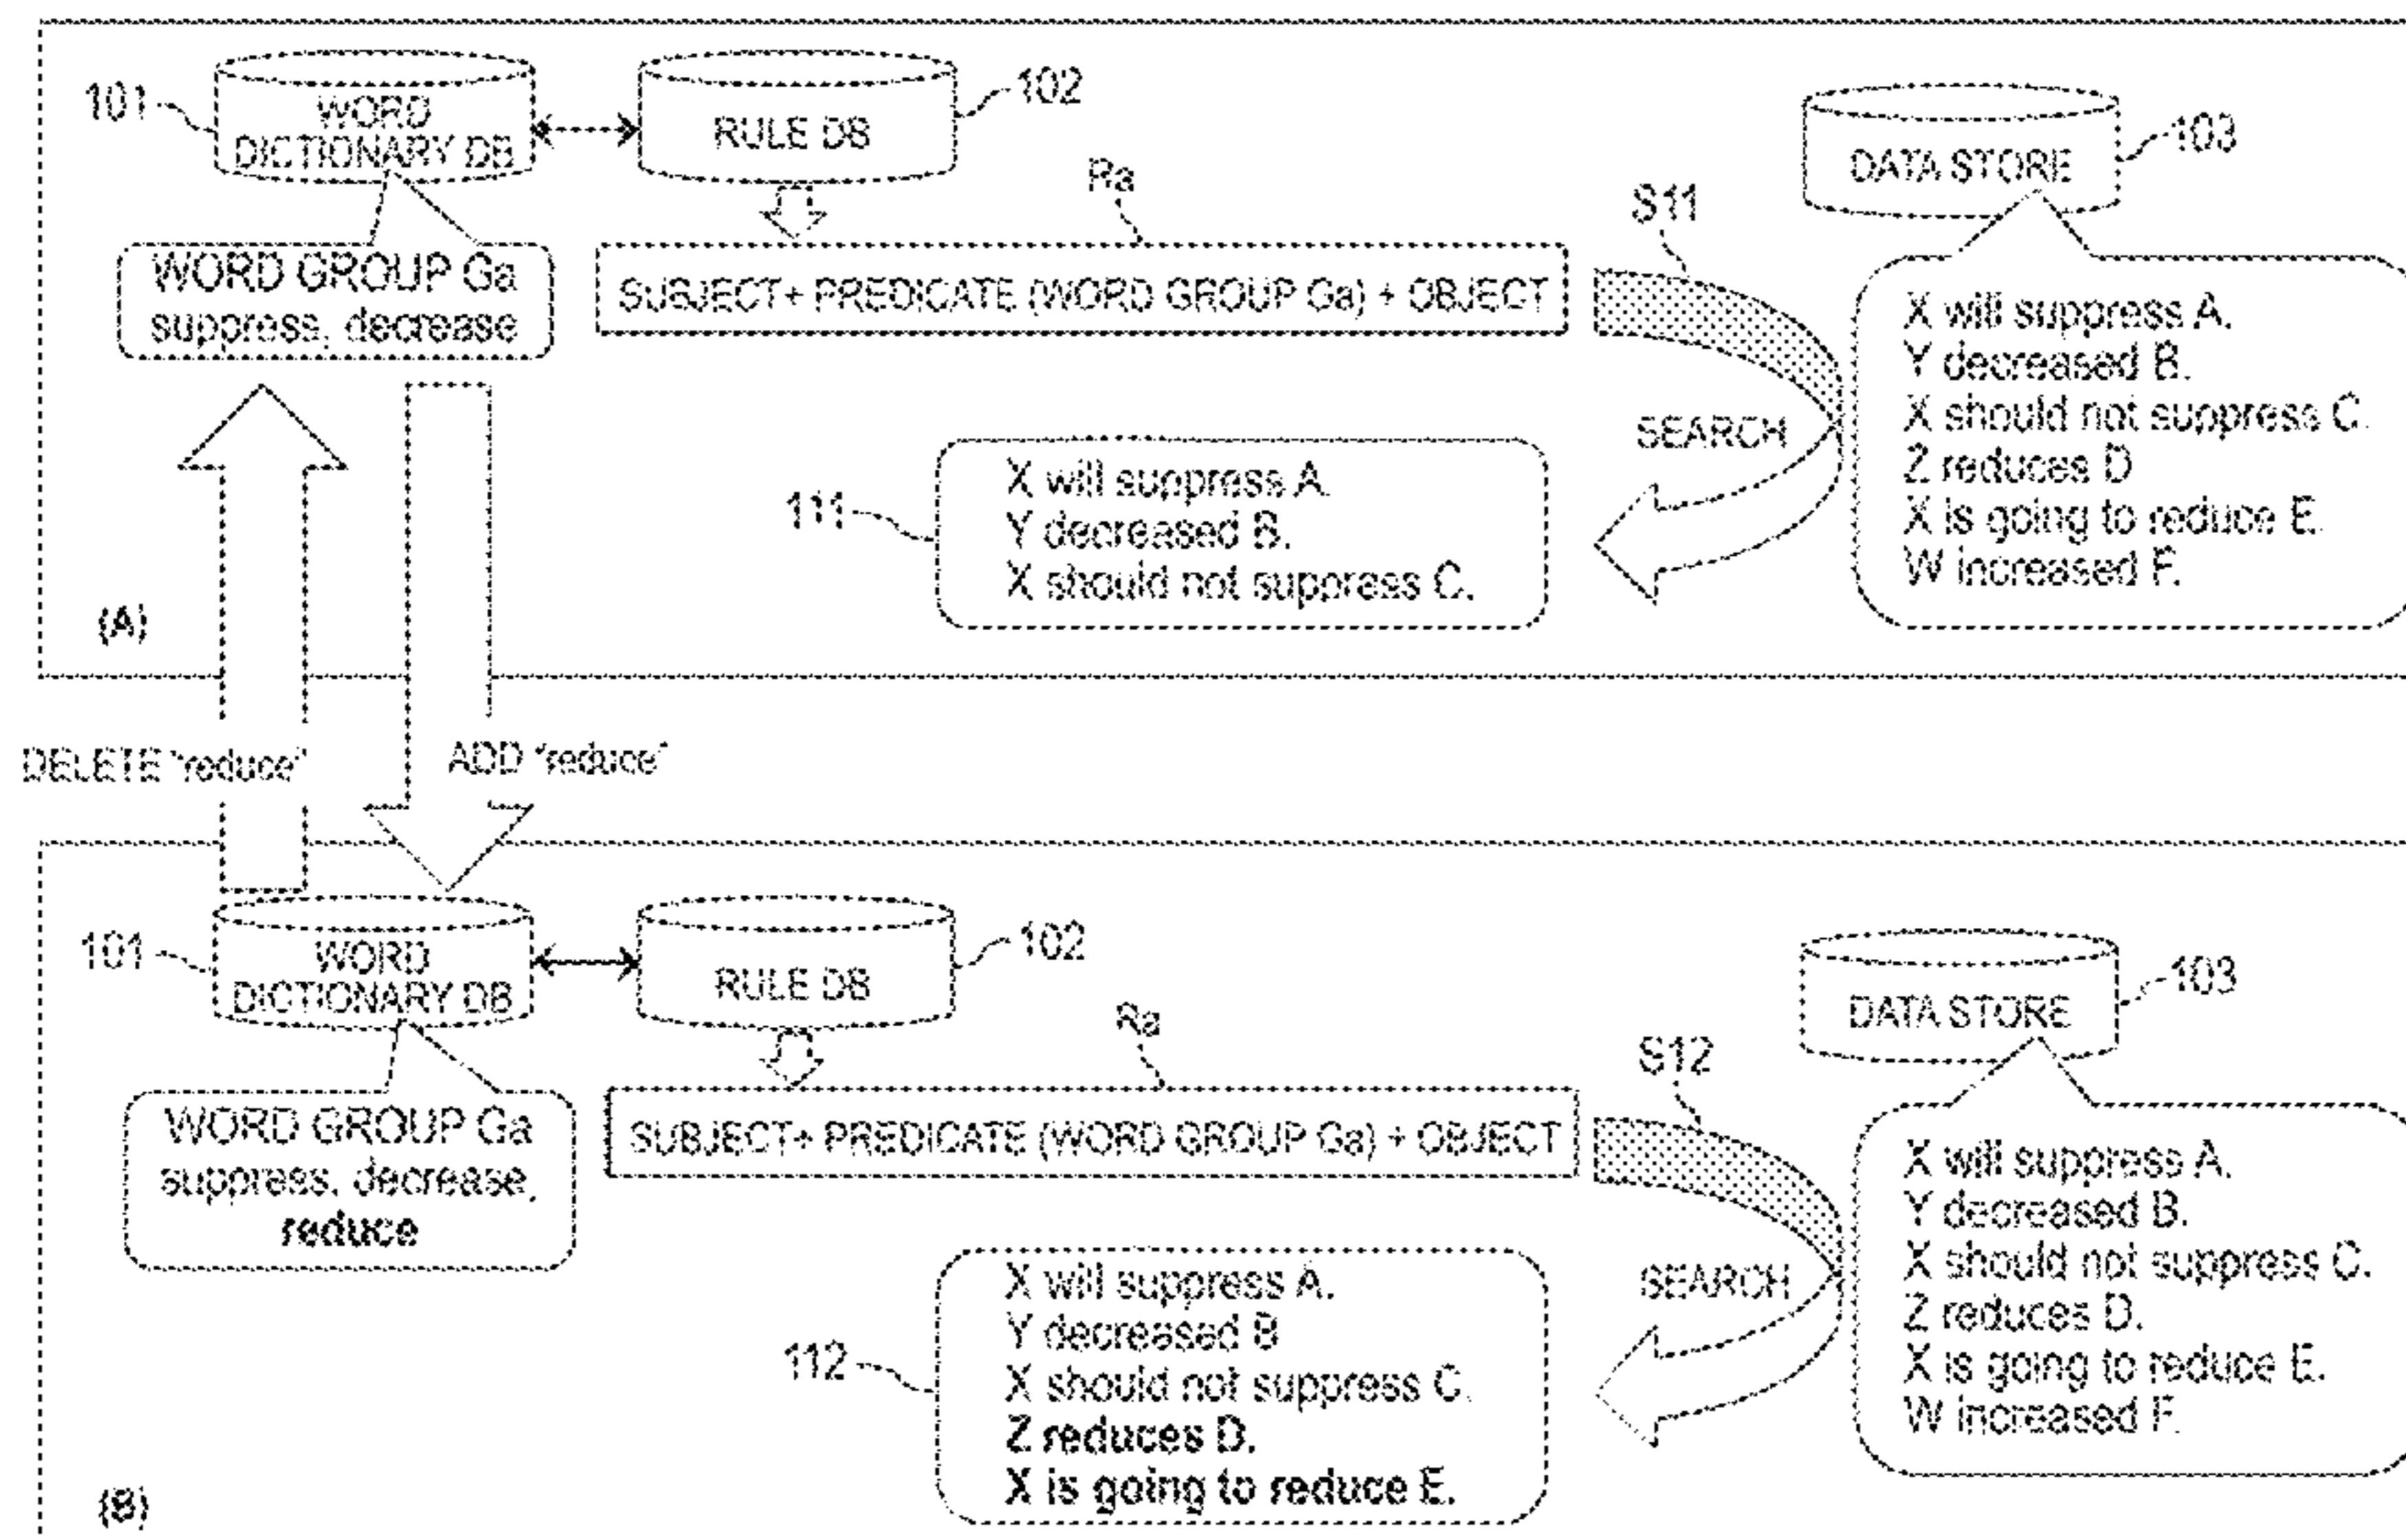 101
WORD
DICTIONARY DB
RULE DB
102
Ra
DATA STORE
103
WORD GROUP Ga
suppress, decrease
SUBJECT+ PREDICATE (WORD GROUP Ga) + OBJECT
S11
X will suppress A.
Y decreased B.
X should not suppress C.
Z reduces D
X is going to reduce E.
W increased F.
SEARCH
111
X will suppress A.
Y decreased B.
X should not suppress C.
(A)
DELETE "reduce"
ADD "reduce"
101
WORD
DICTIONARY DB
RULE DB
102
Ra
DATA STORE
103
WORD GROUP Ga
suppress, decrease,
reduce
SUBJECT+ PREDICATE (WORD GROUP Ga) + OBJECT
S12
X will suppress A.
Y decreased B.
X should not suppress C.
Z reduces D.
X is going to reduce E.
W increased F.
SEARCH
112
X will suppress A.
Y decreased B
X should not suppress C.
Z reduces D.
X is going to reduce E.
(B)